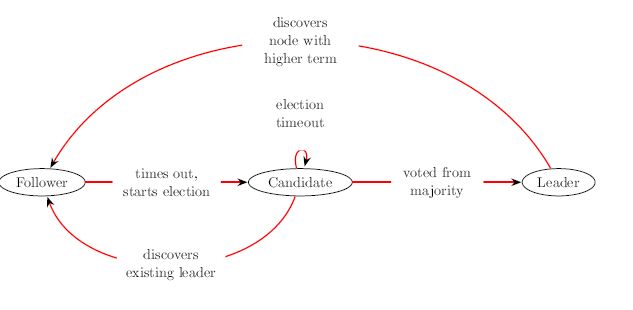 discovers
node with
higher term
election
timeout
Follower
times out,
starts election
Candidate
voted from
majority
Leader
discovers
existing leader